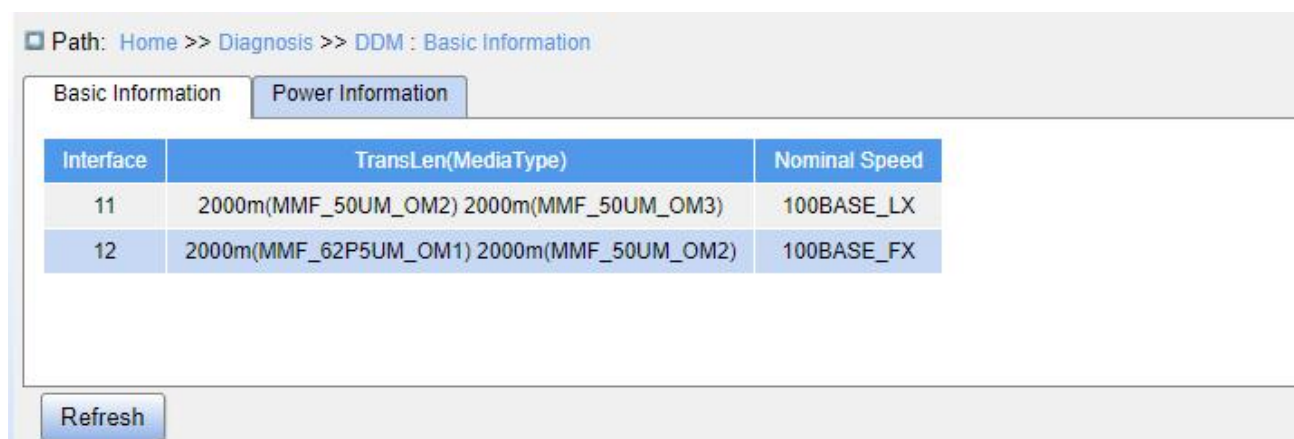 Path: Home >> Diagnosis >> DDM : Basic Information
Basic Information Power Information
Interface TransLen(MediaType) Nominal Speed
11 2000m(MMF_50UM_OM2) 2000m(MMF_50UM_OM3) 100BASE_LX
12 2000m(MMF_62P5UM_OM1) 2000m(MMF_50UM_OM2) 100BASE_FX
Refresh